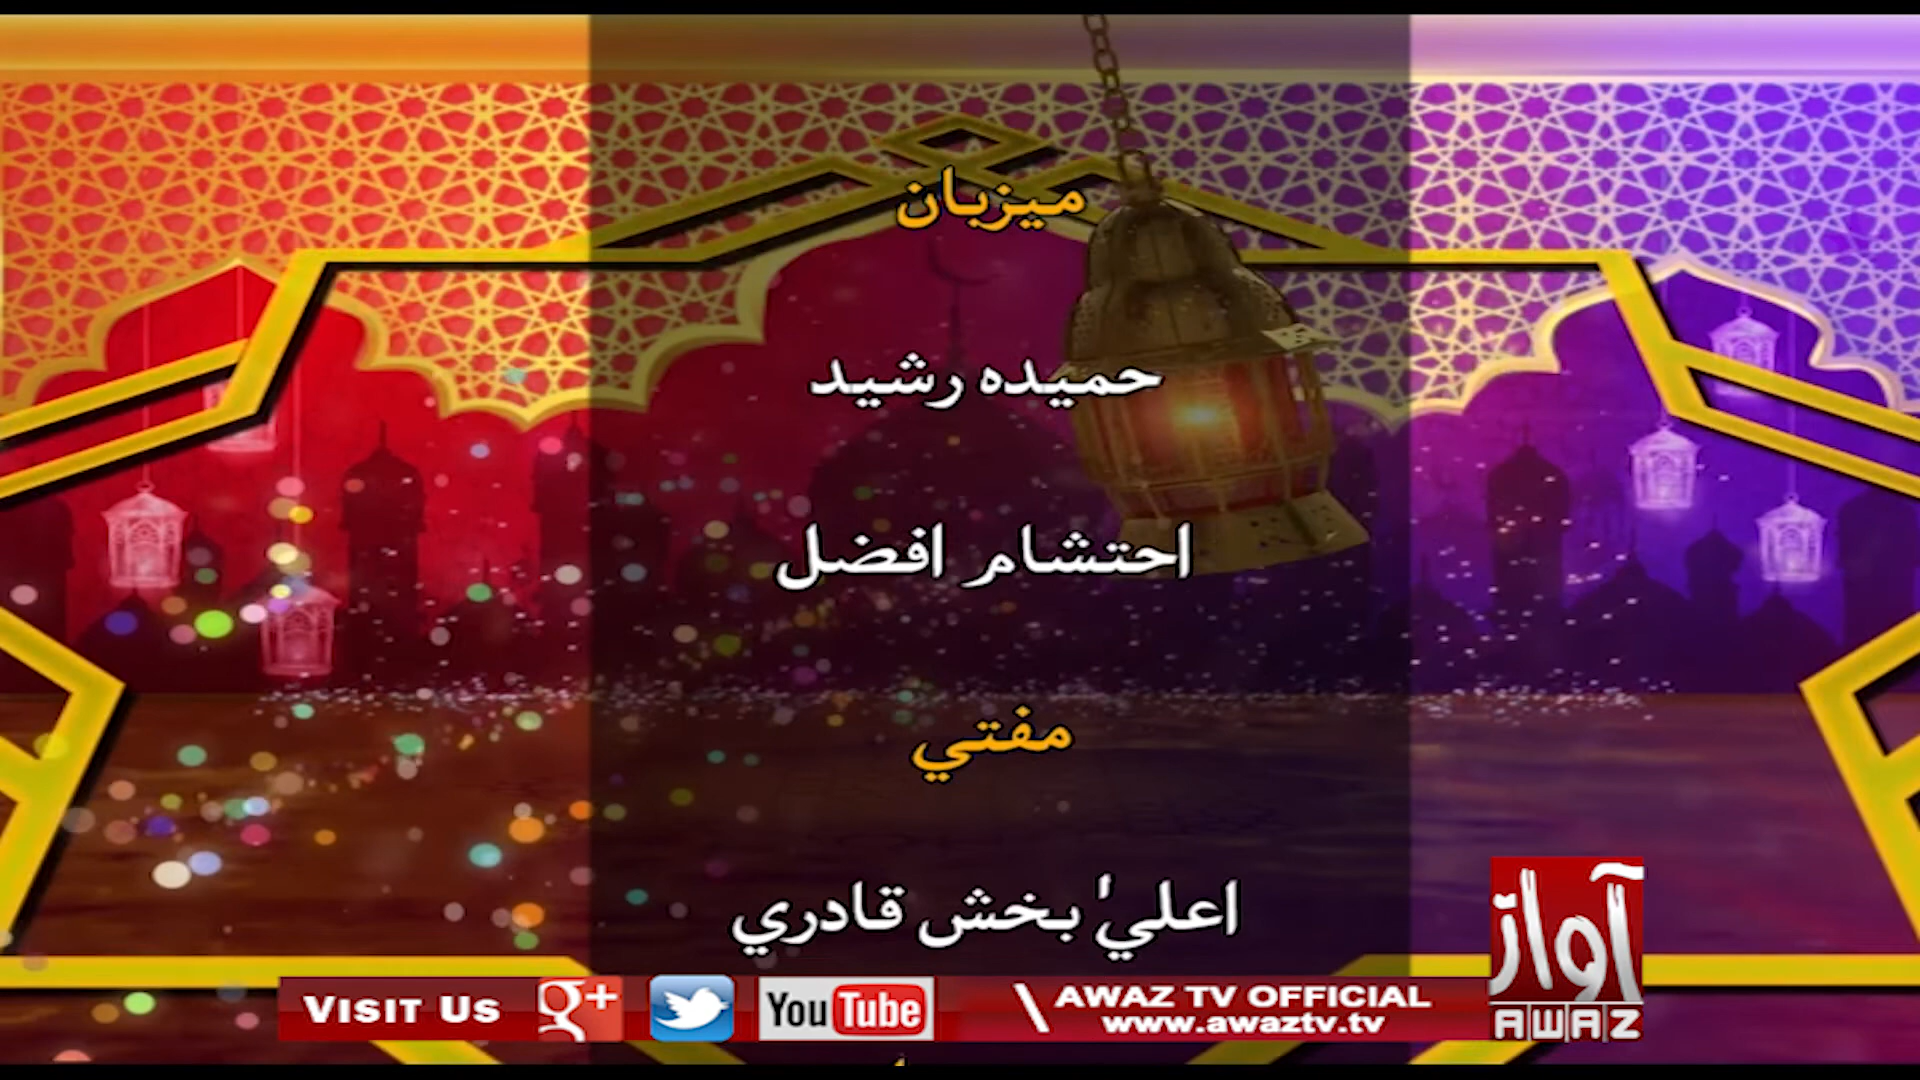 ميزبان
حميده رشيد
احتشام افضل
مفتي
اعليٰ بخش قادري
VISIT US
g+
You Tube
AWAZ TV OFFICIAL
www.awaztv.tv
آواز
AWAZ